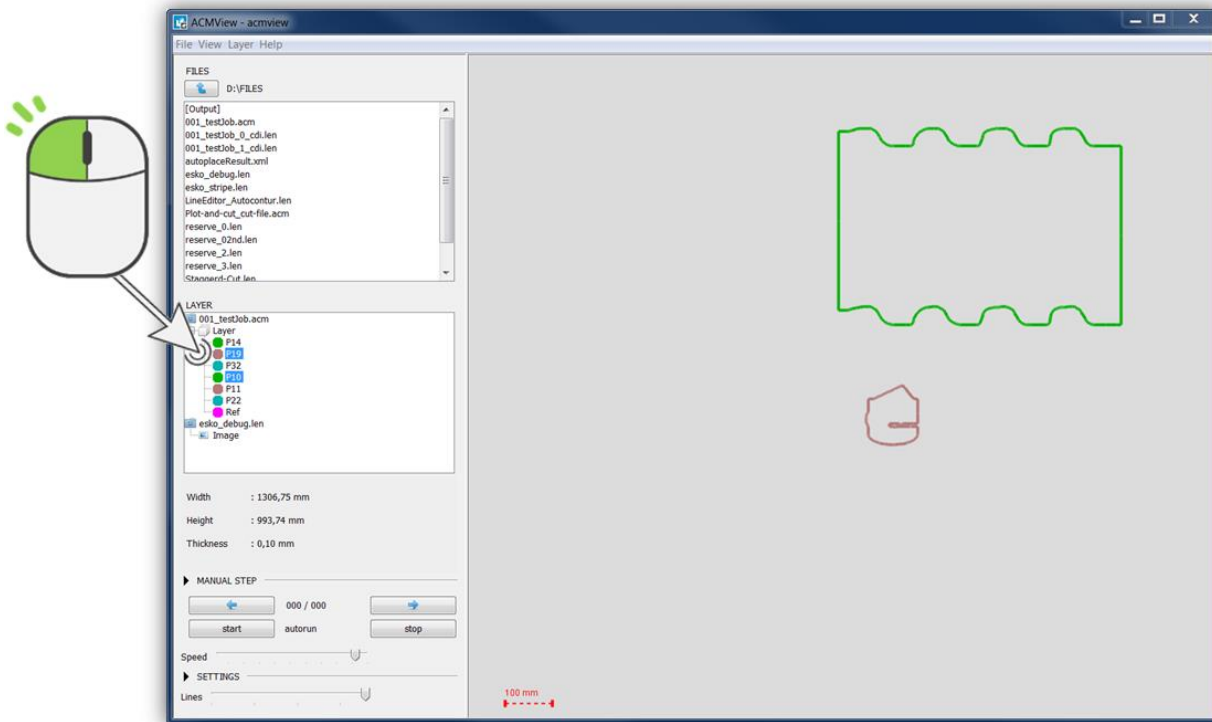 ACMView - acmview
File View Layer Help
FILES
D:\FILES
[Output]
001_testJob.acm
001_testJob_0_cdi.len
001_testJob_1_cdi.len
autoplaceResult.xml
esko_debug.len
esko_stripe.len
LineEditor_Autocontur.len
Plot-and-cut_cut-file.acm
reserve_0.len
reserve_02nd.len
reserve_2.len
reserve_3.len
Staggerd-Cut.len
LAYER
001_testJob.acm
Layer
P14
P19
P32
P10
P11
P22
Ref
esko_debug.len
Image
Width : 1306,75 mm
Height : 993,74 mm
Thickness : 0,10 mm
MANUAL STEP
000 / 000
start autorun stop
Speed
SETTINGS
Lines
100 mm